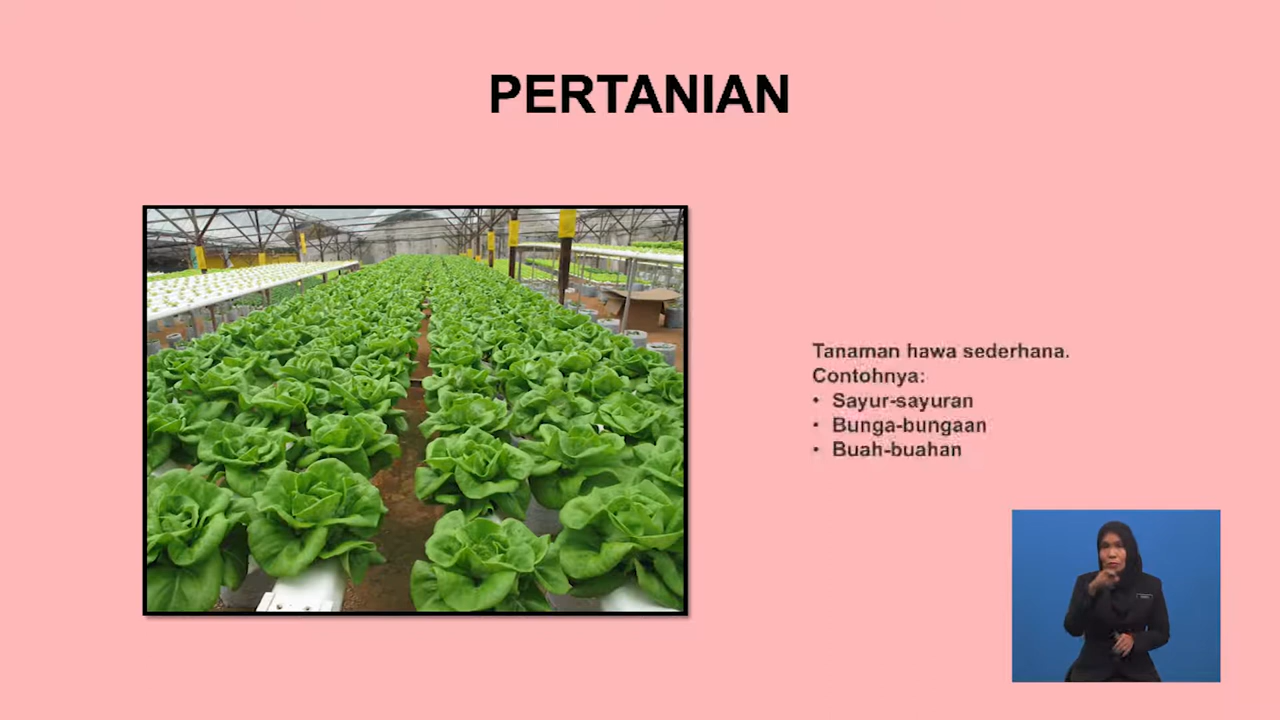 PERTANIAN
Tanaman hawa sederhana.
Contohnya:
• Sayur-sayuran
• Bunga-bungaan
• Buah-buahan